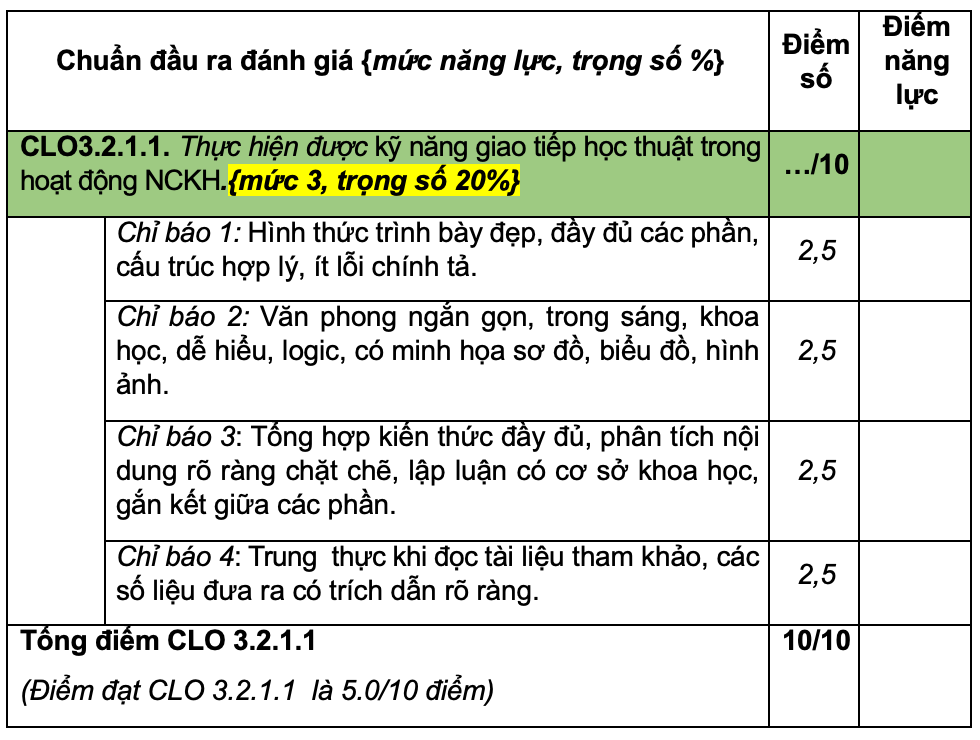 Chuẩn đầu ra đánh giá {mức năng lực, trọng số %}
Điểm
số
Điểm
năng
lực
CLO3.2.1.1. Thực hiện được kỹ năng giao tiếp học thuật trong
hoạt động NCKH.{mức 3, trọng số 20%}
…/10
Chỉ báo 1: Hình thức trình bày đẹp, đầy đủ các phần,
cấu trúc hợp lý, ít lỗi chính tả.
2,5
Chỉ báo 2: Văn phong ngắn gọn, trong sáng, khoa
học, dễ hiểu, logic, có minh họa sơ đồ, biểu đồ, hình
ảnh.
2,5
Chỉ báo 3: Tổng hợp kiến thức đầy đủ, phân tích nội
dung rõ ràng chặt chẽ, lập luận có cơ sở khoa học,
gắn kết giữa các phần.
2,5
Chỉ báo 4: Trung  thực khi đọc tài liệu tham khảo, các
số liệu đưa ra có trích dẫn rõ ràng.
2,5
Tổng điểm CLO 3.2.1.1
10/10
(Điểm đạt CLO 3.2.1.1  là 5.0/10 điểm)